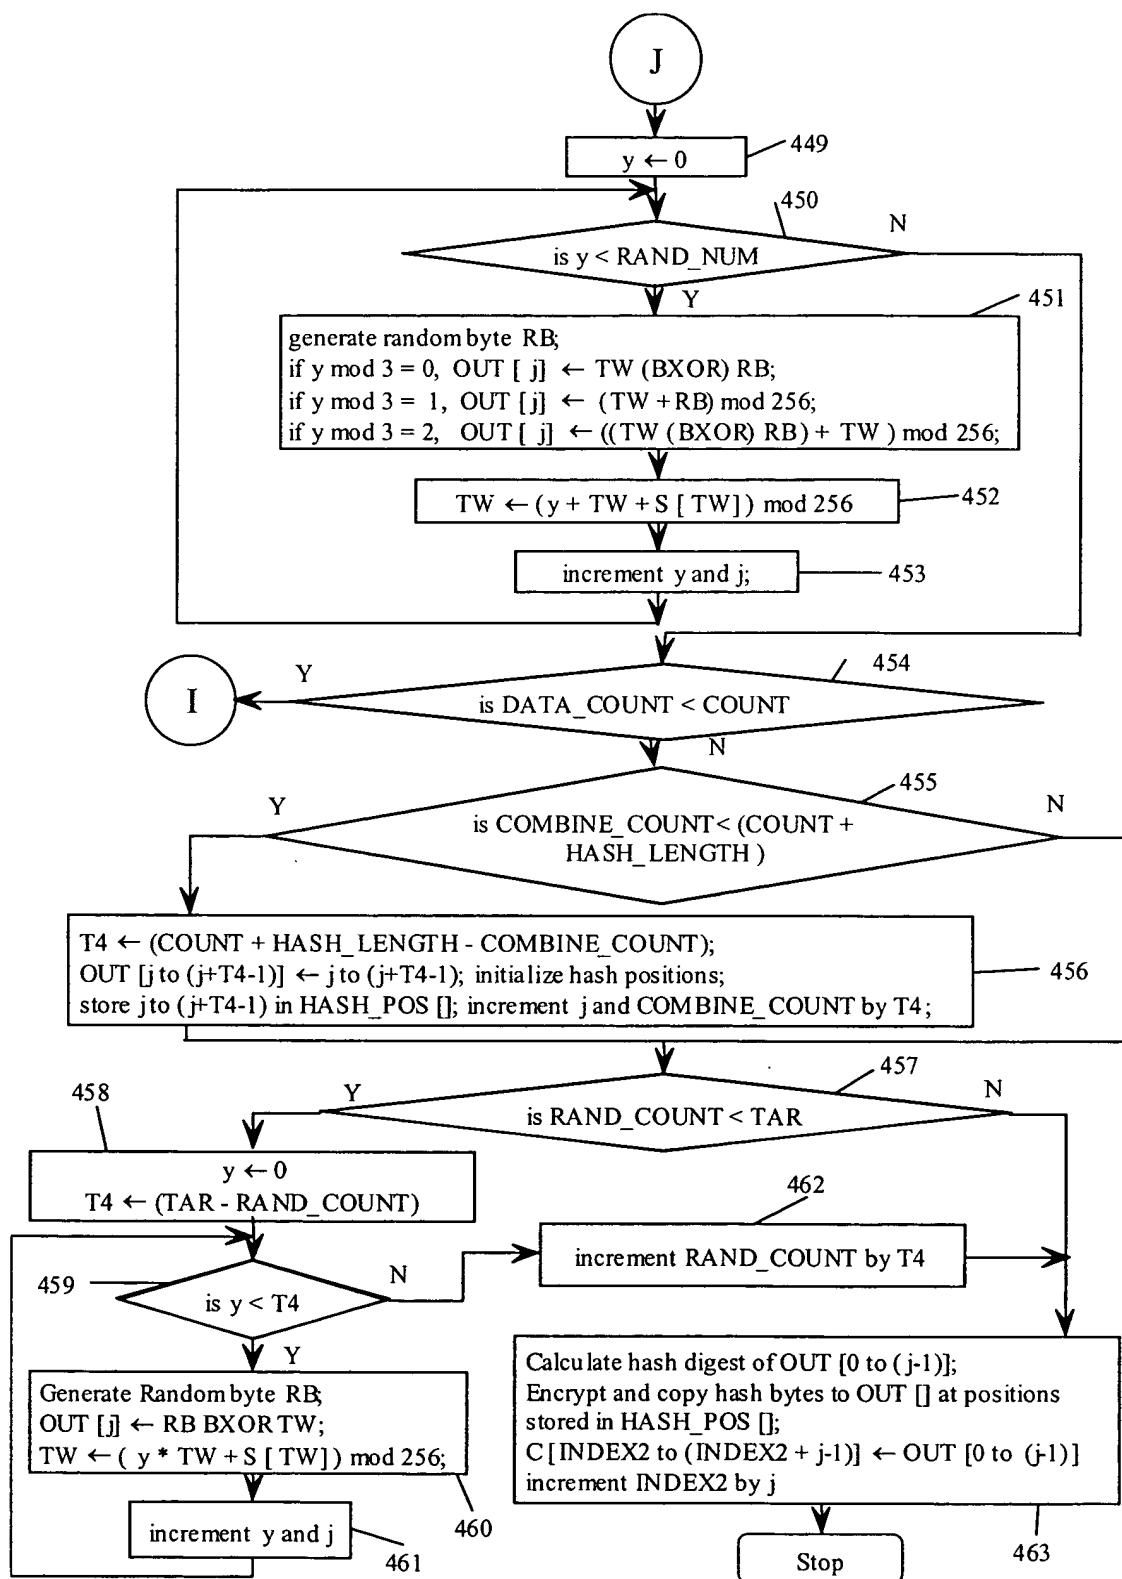 J
449
y ← 0
450
N
is y < RAND_NUM
Y
451
generate random byte RB;
if y mod 3 = 0, OUT [ j] ← TW (BXOR) RB;
if y mod 3 = 1, OUT [j] ← (TW + RB) mod 256;
if y mod 3 = 2, OUT [ j] ← ((TW (BXOR) RB) + TW ) mod 256;
TW ← (y + TW + S [ TW]) mod 256
452
increment y and j;
453
454
Y
I
is DATA_COUNT < COUNT
N
455
Y
N
is COMBINE_COUNT< (COUNT +
HASH_LENGTH )
T4 ← (COUNT + HASH_LENGTH - COMBINE_COUNT);
OUT [j to (j+T4-1)] ← j to (j+T4-1); initialize hash positions;
store j to (j+T4-1) in HASH_POS []; increment j and COMBINE_COUNT by T4;
456
457
458
Y
N
is RAND_COUNT < TAR
y ← 0
T4 ← (TAR - RAND_COUNT)
462
increment RAND_COUNT by T4
459
N
is y < T4
Y
Generate Random byte RB;
OUT [j] ← RB BXOR TW;
TW ← ( y * TW + S [ TW]) mod 256;
460
increment y and j
461
Calculate hash digest of OUT [0 to ( j-1)];
Encrypt and copy hash bytes to OUT [] at positions
stored in HASH_POS [];
C [INDEX2 to (INDEX2 + j-1)] ← OUT [0 to (j-1)]
increment INDEX2 by j
463
Stop